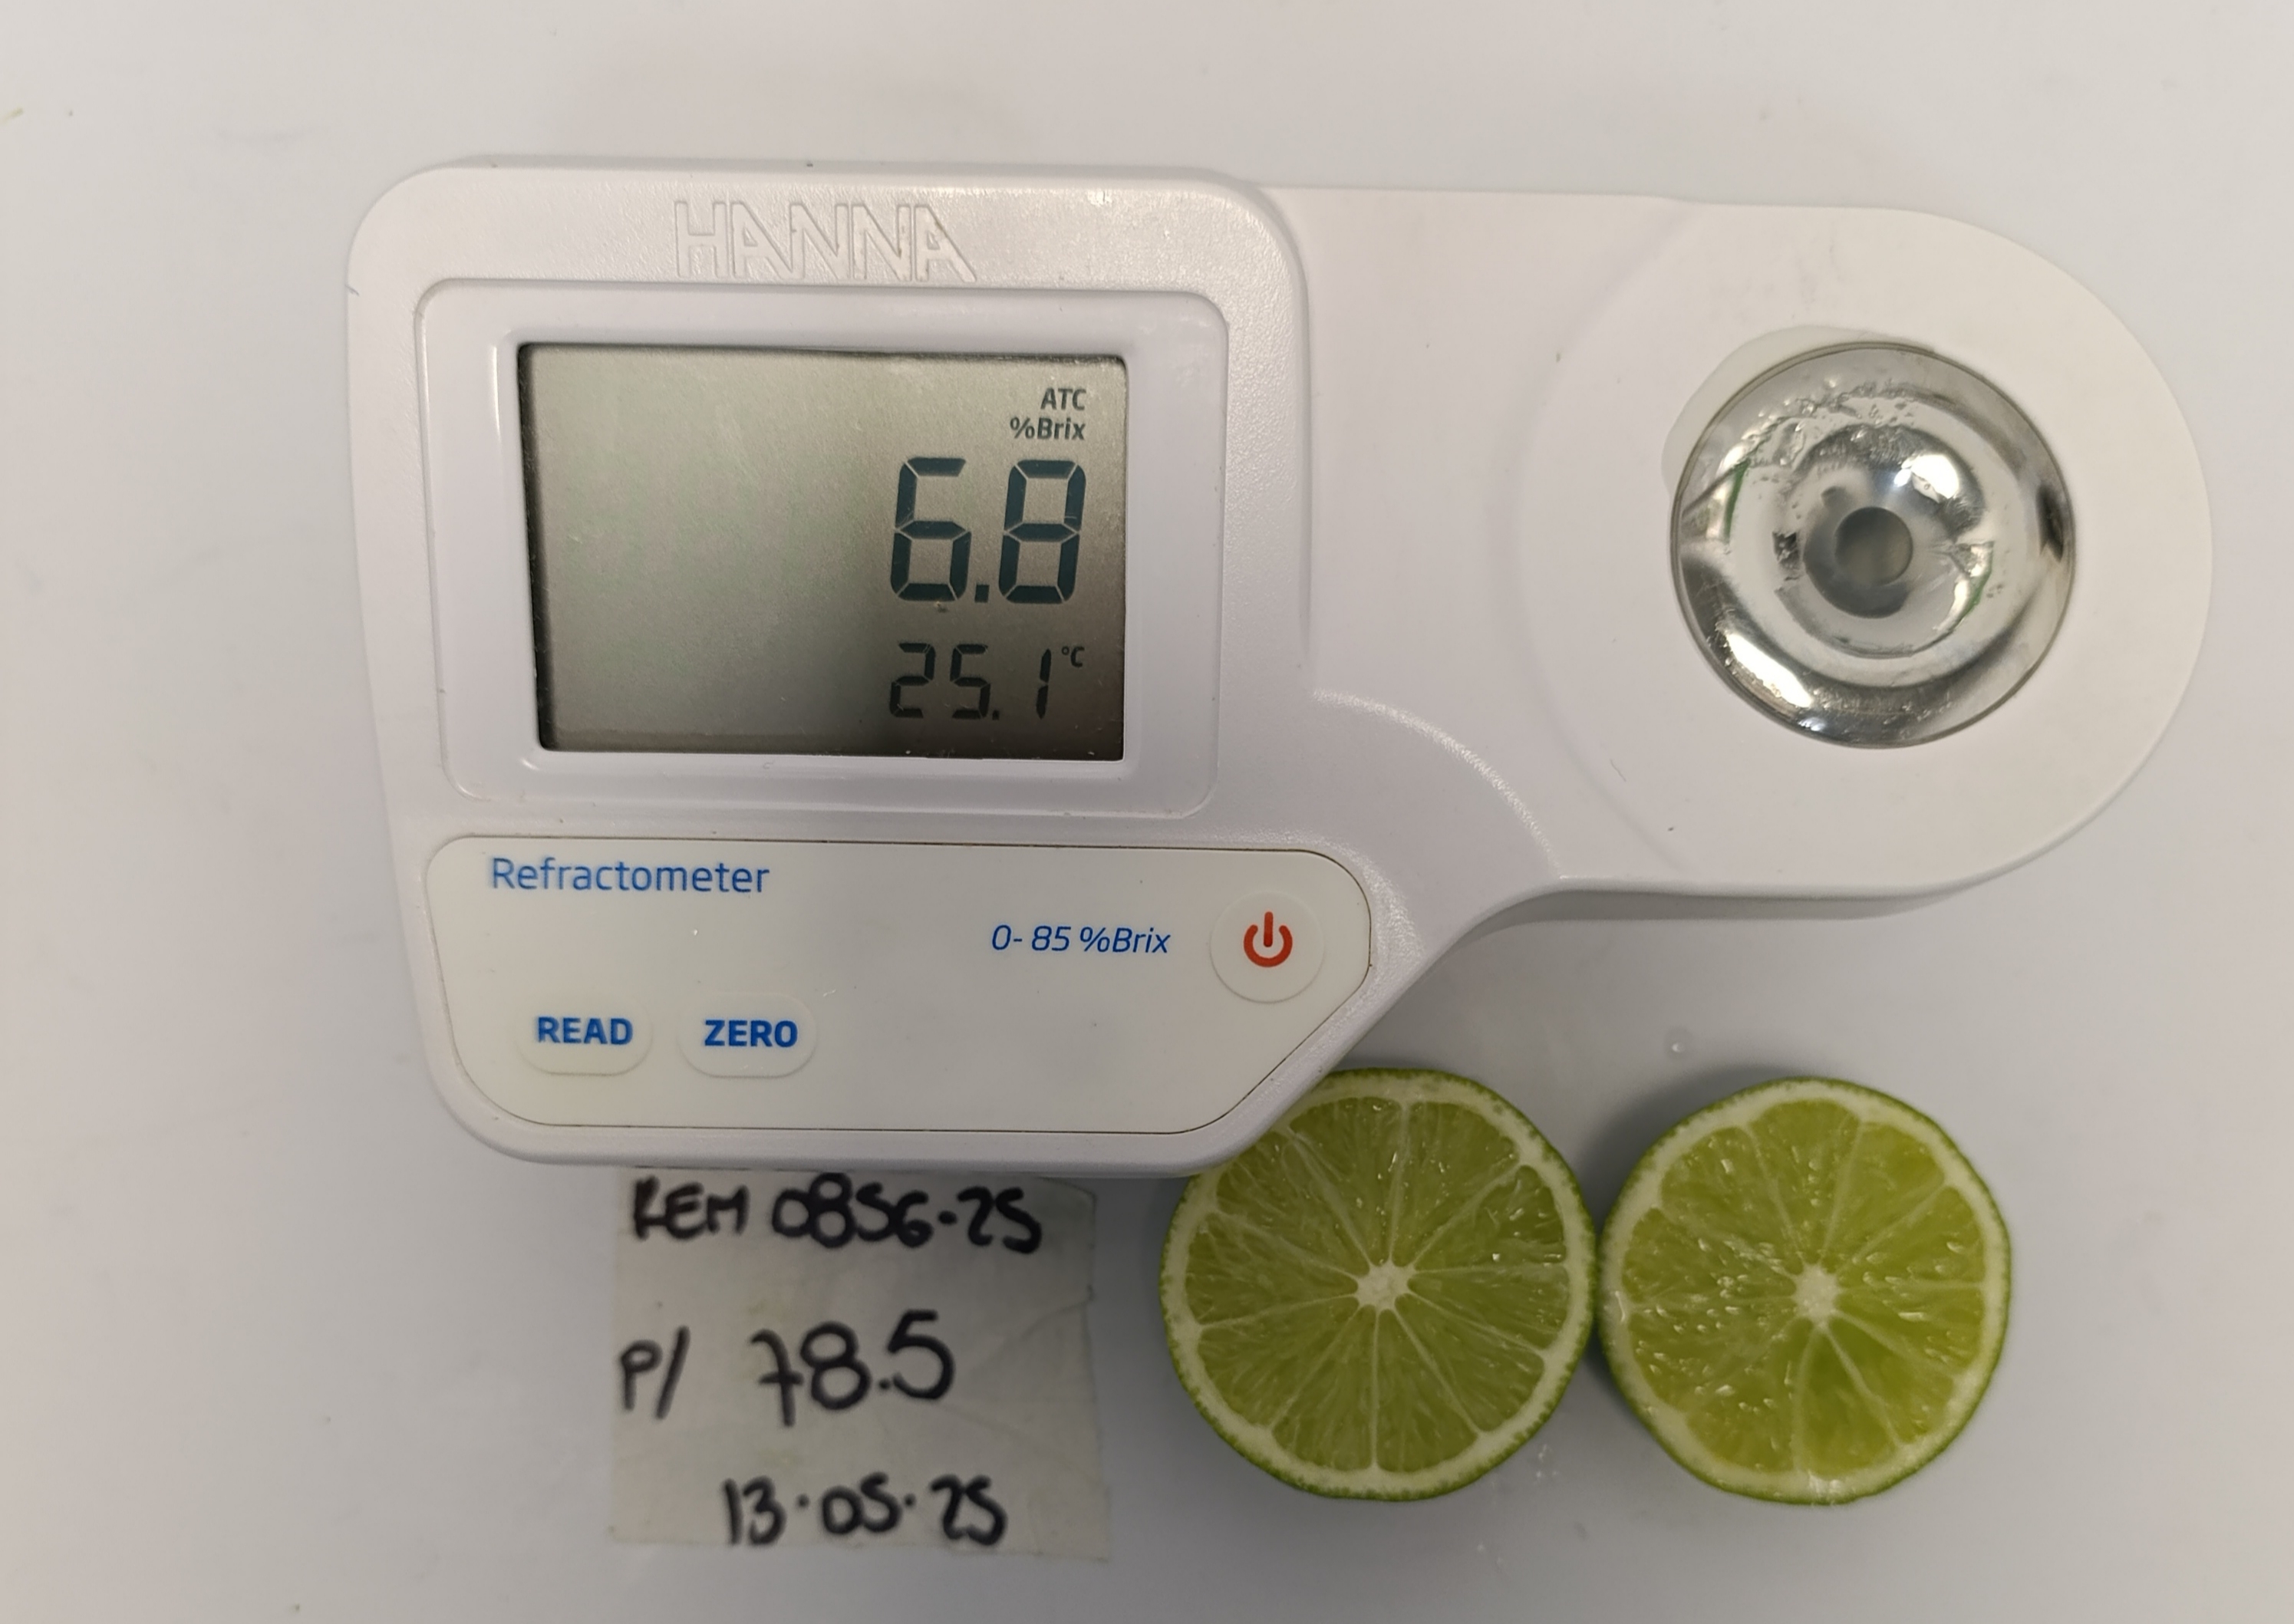 HANNA
ATC
%Brix
6.8
25.1 °C
Refractometer
0- 85 %Brix
READ ZERO
REM 0856-25
P/ 78.5
13.05.25